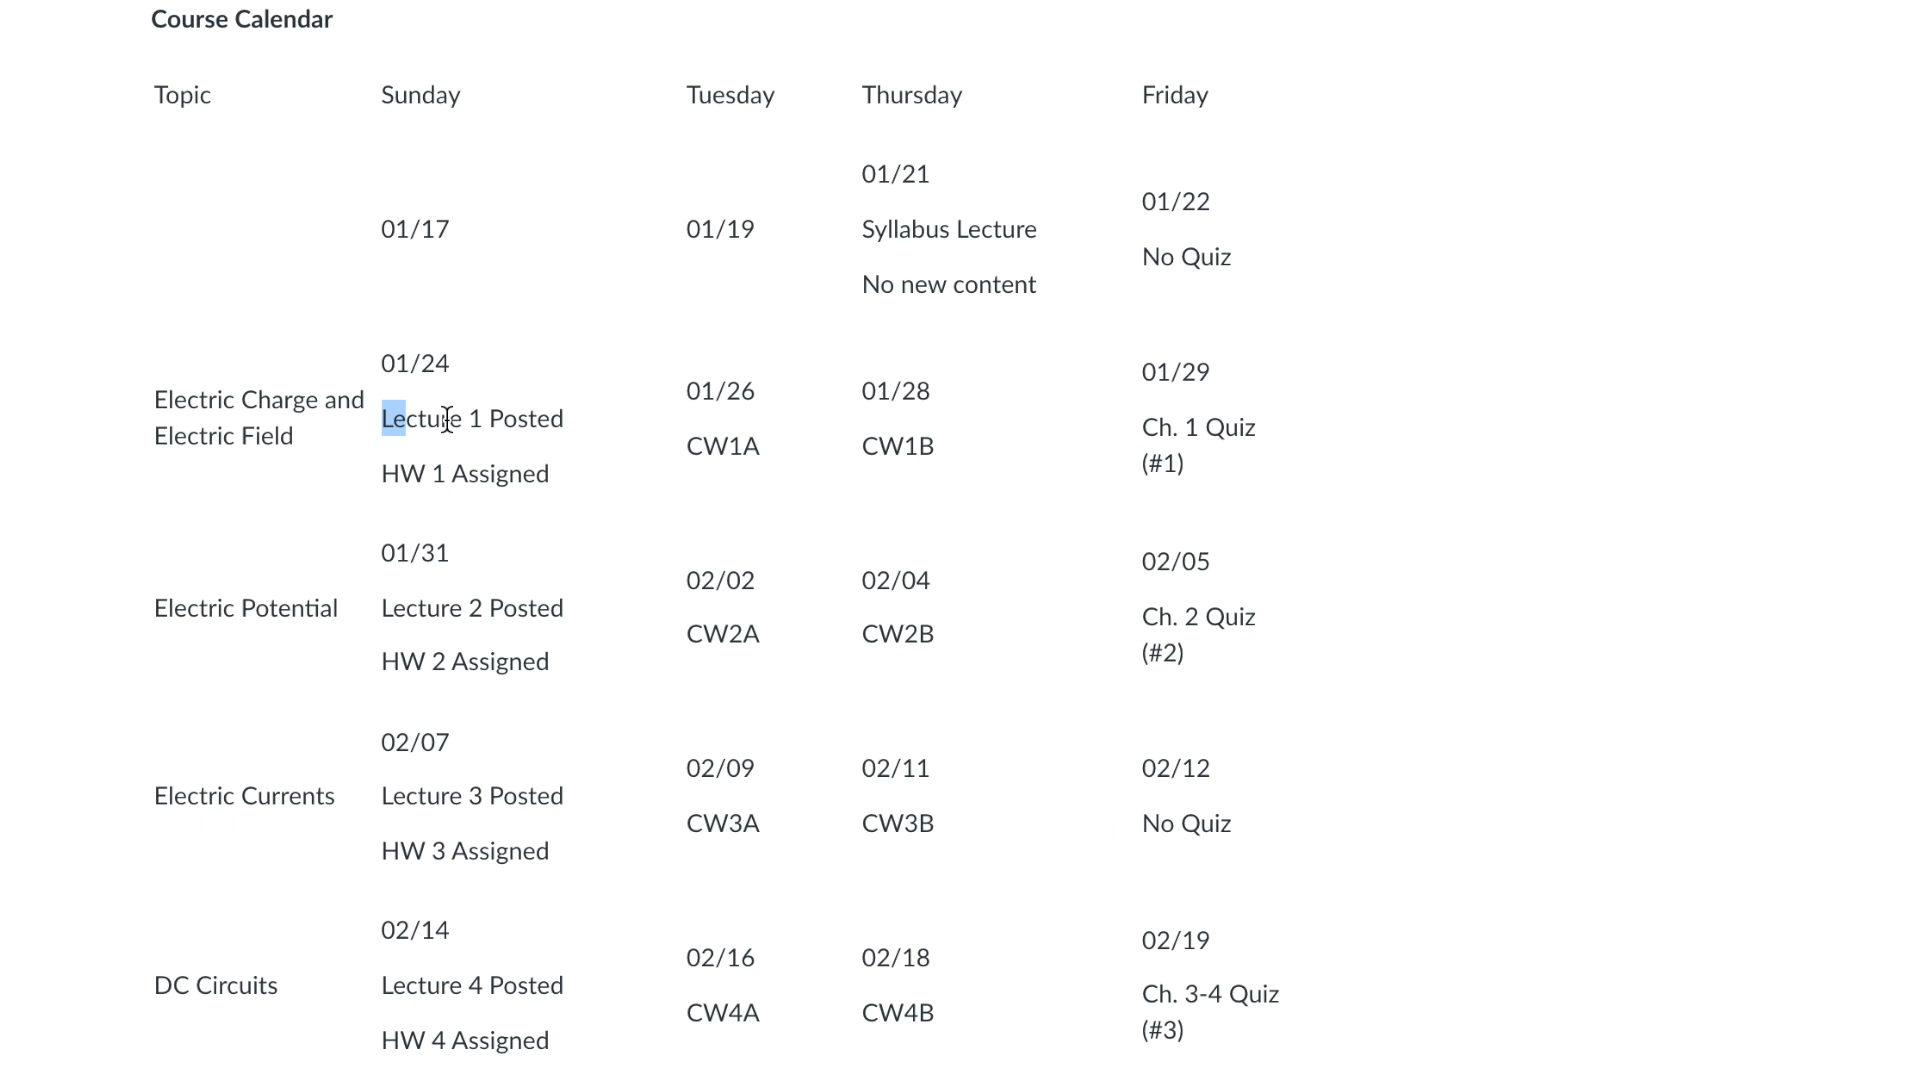 Course Calendar
Topic Sunday Tuesday Thursday Friday
01/17
01/19
01/21
Syllabus Lecture
No new content
01/22
No Quiz
Electric Charge and
Electric Field
01/24
Lecture 1 Posted
HW 1 Assigned
01/26
CW1A
01/28
CW1B
01/29
Ch. 1 Quiz
(#1)
Electric Potential
01/31
Lecture 2 Posted
HW 2 Assigned
02/02
CW2A
02/04
CW2B
02/05
Ch. 2 Quiz
(#2)
Electric Currents
02/07
Lecture 3 Posted
HW 3 Assigned
02/09
CW3A
02/11
CW3B
02/12
No Quiz
DC Circuits
02/14
Lecture 4 Posted
HW 4 Assigned
02/16
CW4A
02/18
CW4B
02/19
Ch. 3-4 Quiz
(#3)